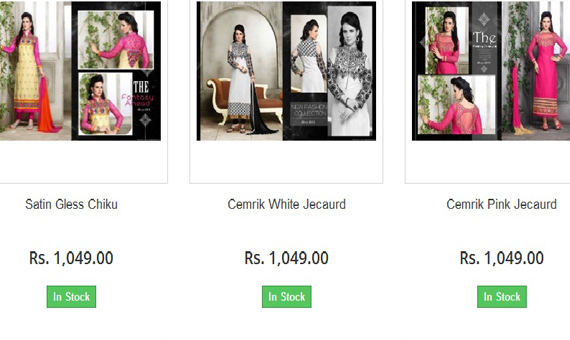 THE
Fantasy
Ahead
NEW FASHION
COLLECTION
The
Satin Gless Chiku
Cemrik White Jecaurd
Cemrik Pink Jecaurd
Rs. 1,049.00
Rs. 1,049.00
Rs. 1,049.00
In Stock
In Stock
In Stock